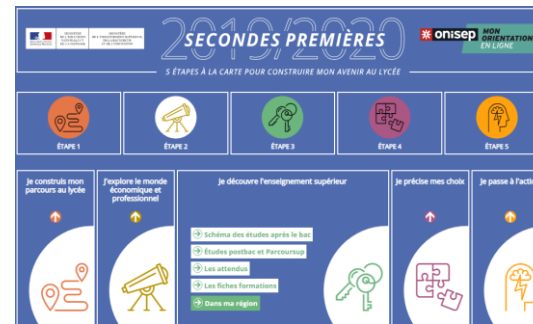 2019/2020
SECONDES PREMIÈRES
onisep MON
ORIENTATION
EN LIGNE
5 ÉTAPES À LA CARTE POUR CONSTRUIRE MON AVENIR AU LYCÉE
ÉTAPE 1
ÉTAPE 2
ÉTAPE 3
ÉTAPE 4
ÉTAPE 5
Je construis mon
parcours au lycée
J'explore le monde
économique et
professionnel
Je découvre l'enseignement supérieur
Schéma des études après le bac
Études postbac et Parcoursup
Les attendus
Les fiches formations
Dans ma région
Je précise mes choix
Je passe à l'acti